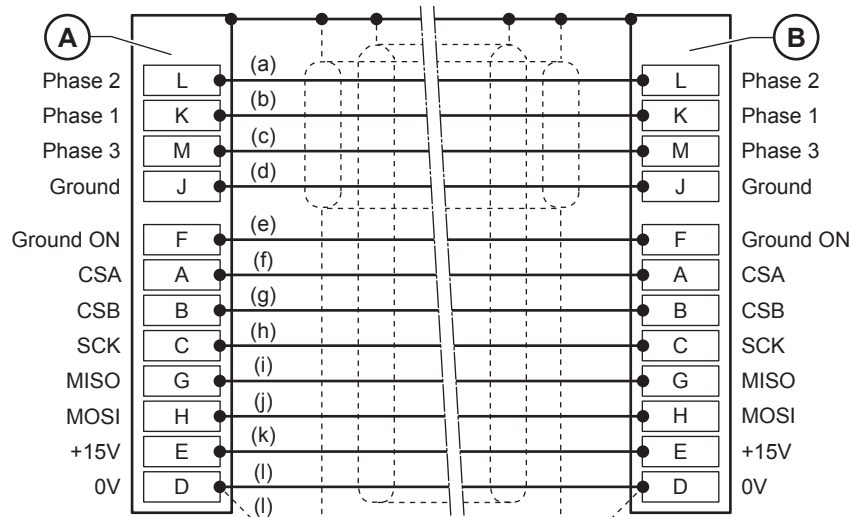 A B
(a)
Phase 2 L L Phase 2
(b)
Phase 1 K K Phase 1
(c)
Phase 3 M M Phase 3
(d)
Ground J J Ground
(e)
Ground ON F F Ground ON
(f)
CSA A A CSA
(g)
CSB B B CSB
(h)
SCK C C SCK
(i)
MISO G G MISO
(j)
MOSI H H MOSI
(k)
+15V E E +15V
(l)
0V D D 0V
(l)